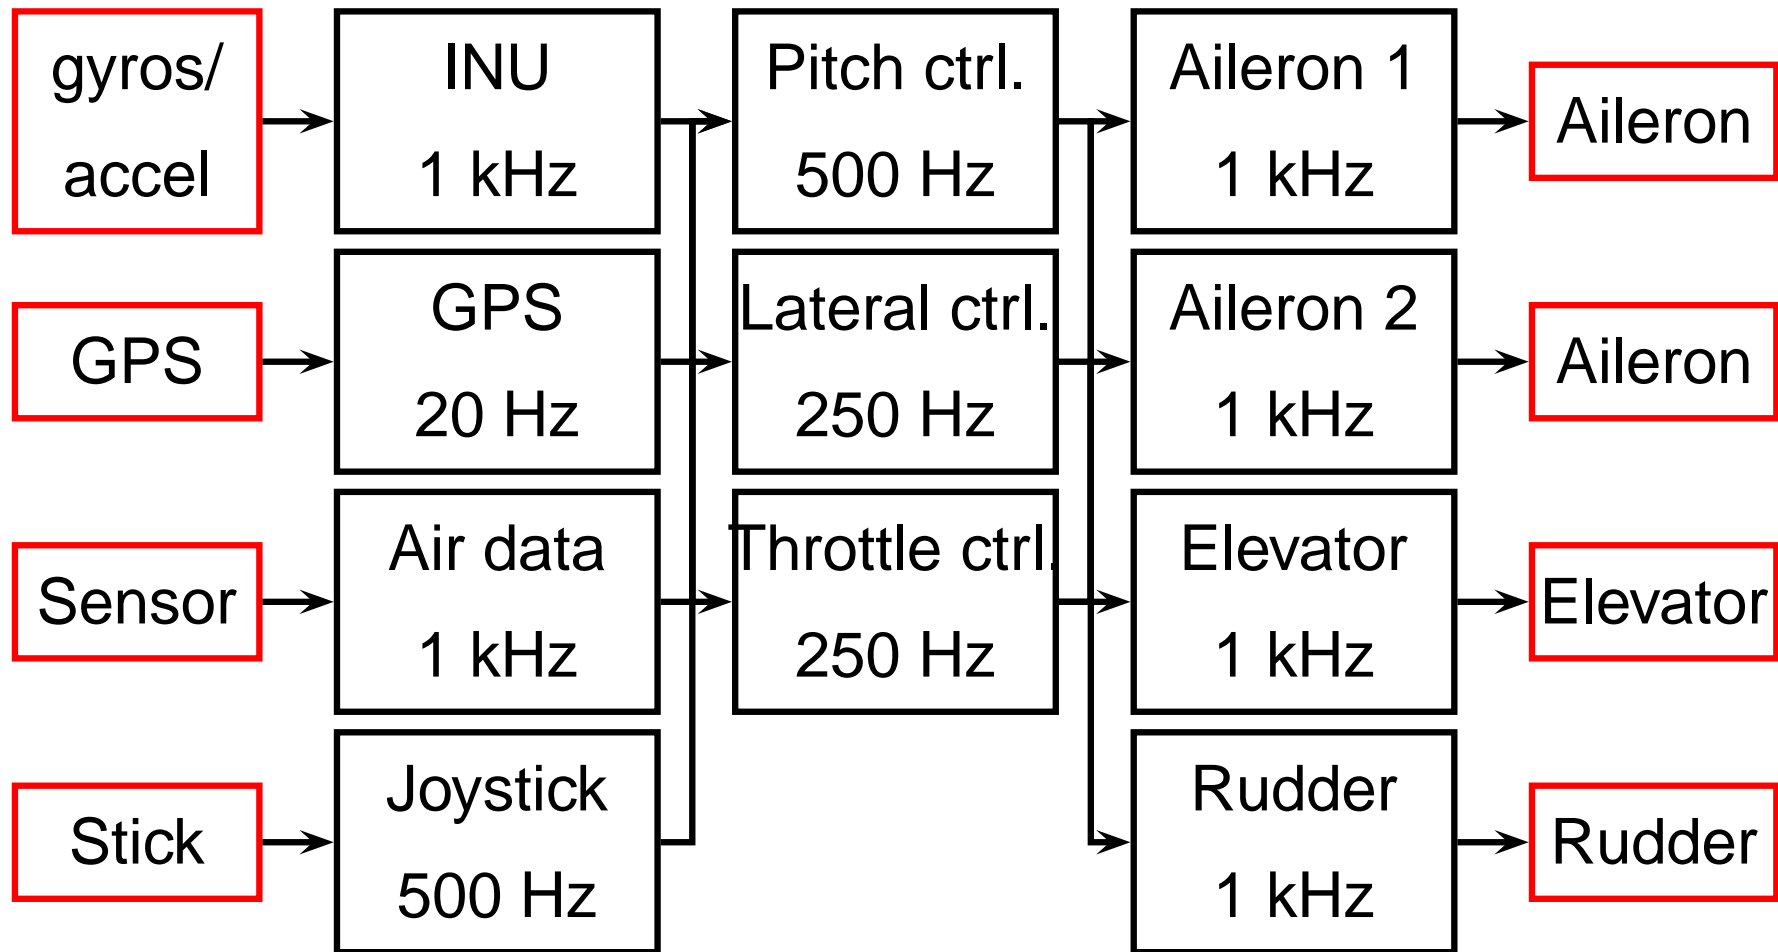 gyros/
accel
INU
1 kHz
Pitch ctrl.
500 Hz
Aileron 1
1 kHz
Aileron
GPS
GPS
20 Hz
Lateral ctrl.
250 Hz
Aileron 2
1 kHz
Aileron
Sensor
Air data
1 kHz
Throttle ctrl.
250 Hz
Elevator
1 kHz
Elevator
Stick
Joystick
500 Hz
Rudder
1 kHz
Rudder